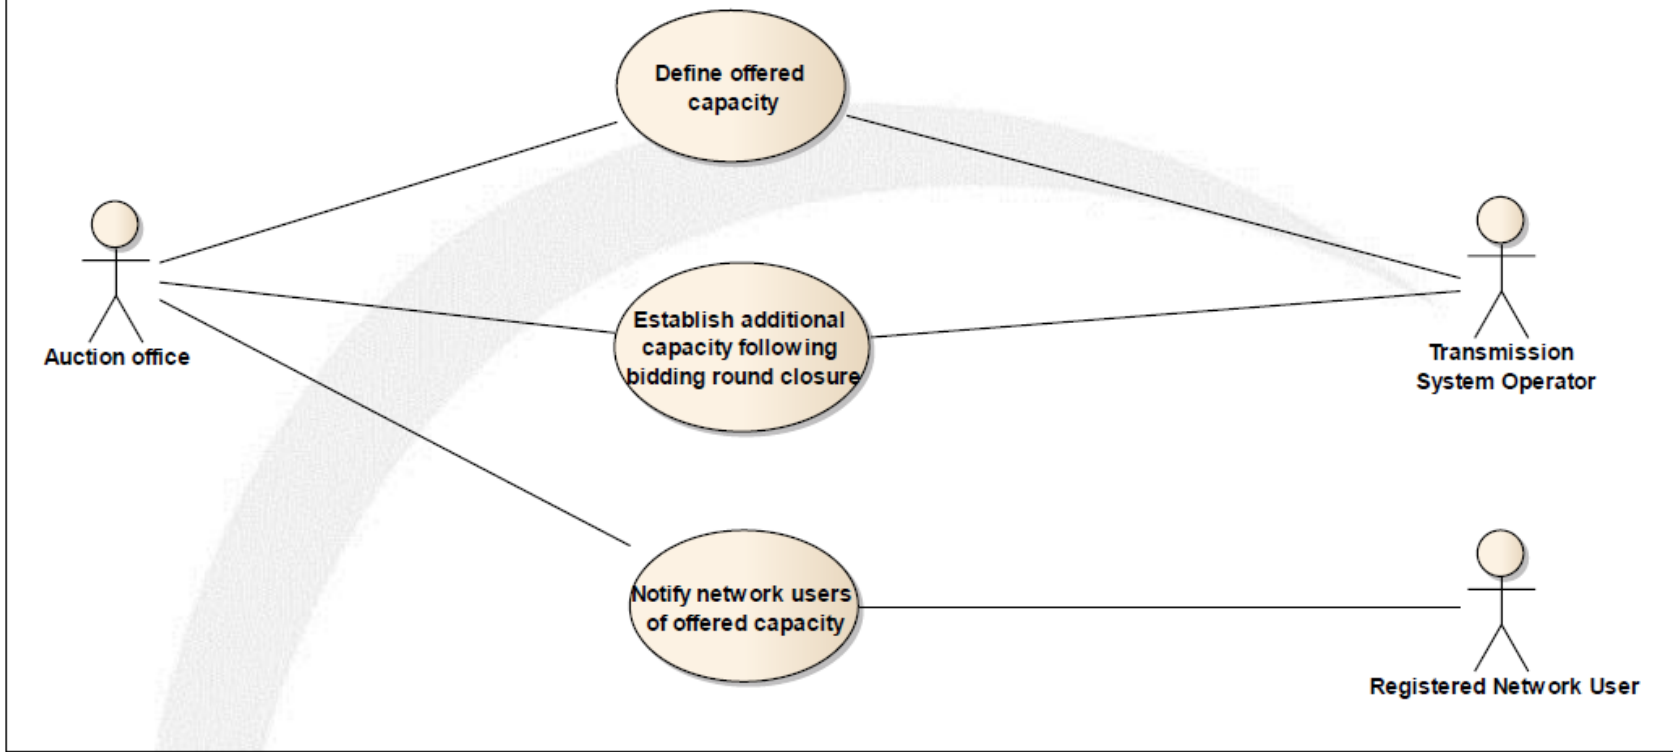 Define offered
capacity
Auction office
Establish additional
capacity following
bidding round closure
Transmission
System Operator
Notify network users
of offered capacity
Registered Network User